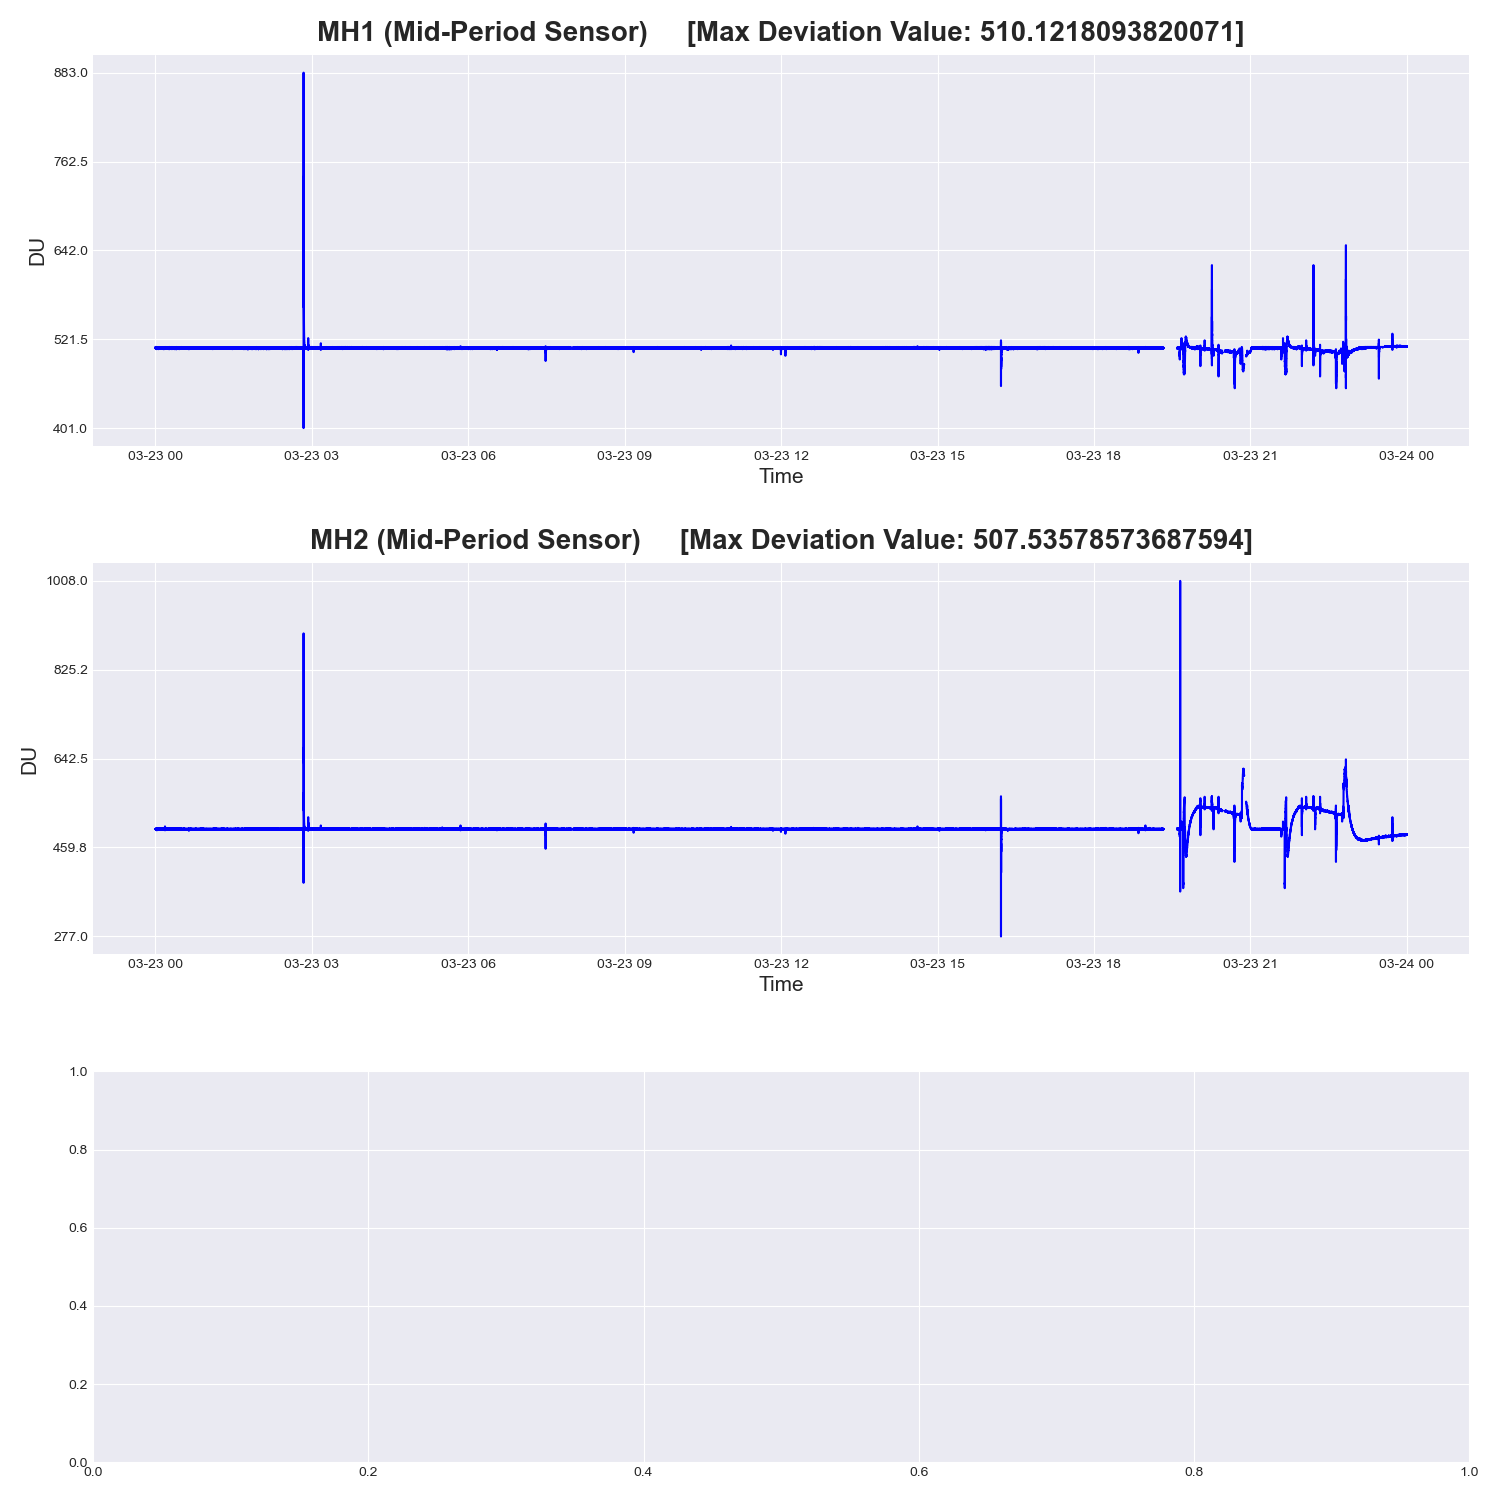 MH1 (Mid-Period Sensor) [Max Deviation Value: 510.1218093820071]
883.0
762.5
642.0
521.5
401.0
DU
03-23 00 03-23 03 03-23 06 03-23 09 03-23 12 03-23 15 03-23 18 03-23 21 03-24 00
Time
MH2 (Mid-Period Sensor) [Max Deviation Value: 507.53578573687594]
1008.0
825.2
642.5
459.8
277.0
DU
03-23 00 03-23 03 03-23 06 03-23 09 03-23 12 03-23 15 03-23 18 03-23 21 03-24 00
Time
1.0
0.8
0.6
0.4
0.2
0.0
0.0 0.2 0.4 0.6 0.8 1.0